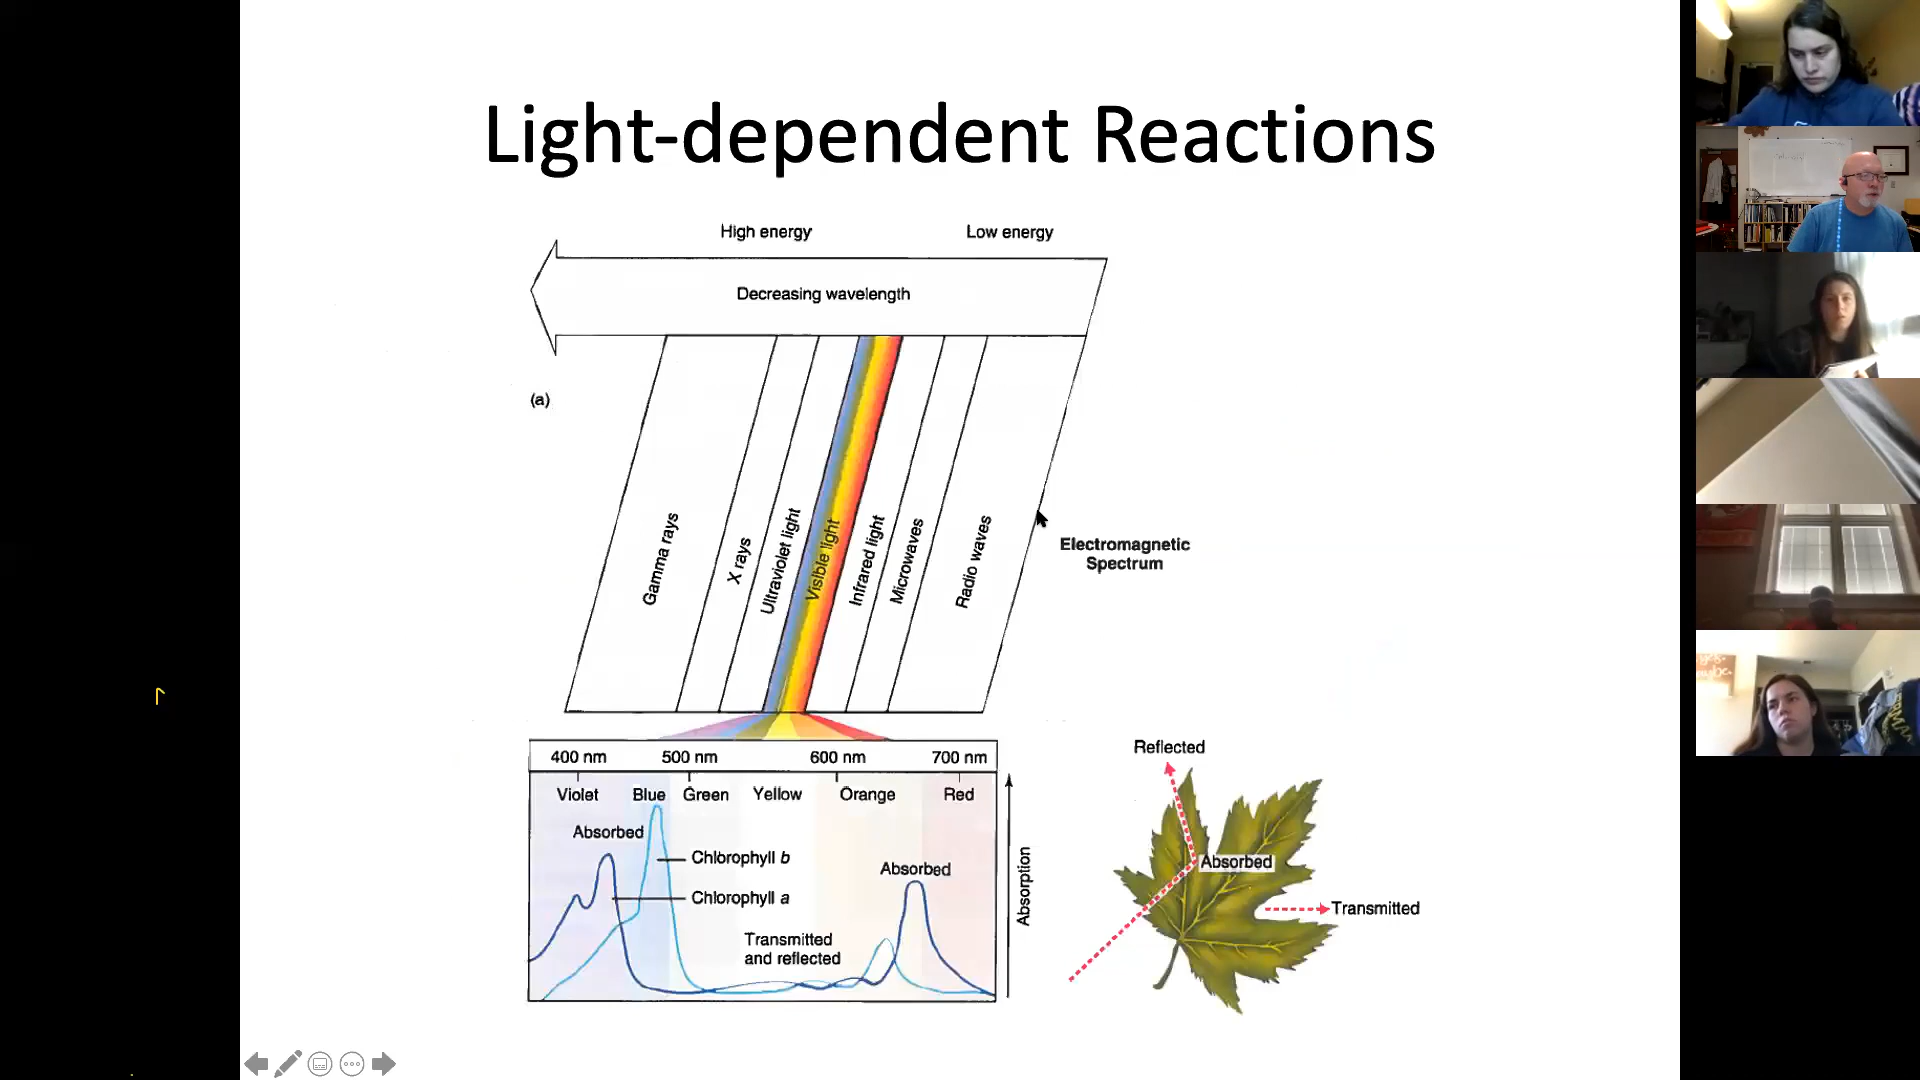 Light-dependent Reactions
High energy
Low energy
Decreasing wavelength
(a)
Gamma rays
X rays
Ultraviolet light
Visible light
Infrared light
Microwaves
Radio waves
Electromagnetic
Spectrum
400 nm
500 nm
600 nm
700 nm
Violet
Blue
Green
Yellow
Orange
Red
Absorbed
Chlorophyll b
Chlorophyll a
Absorbed
Transmitted
and reflected
Absorption
Reflected
Absorbed
Transmitted